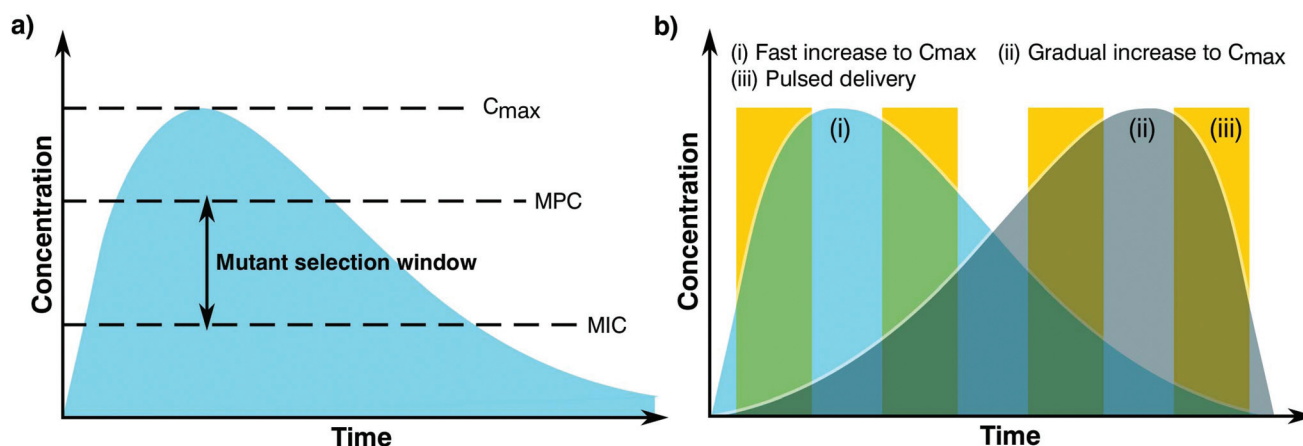 a)
Concentration
Cmax
MPC
Mutant selection window
MIC
Time
b)
(i) Fast increase to Cmax (ii) Gradual increase to Cmax
(iii) Pulsed delivery
Concentration
(i)
(ii)
(iii)
Time